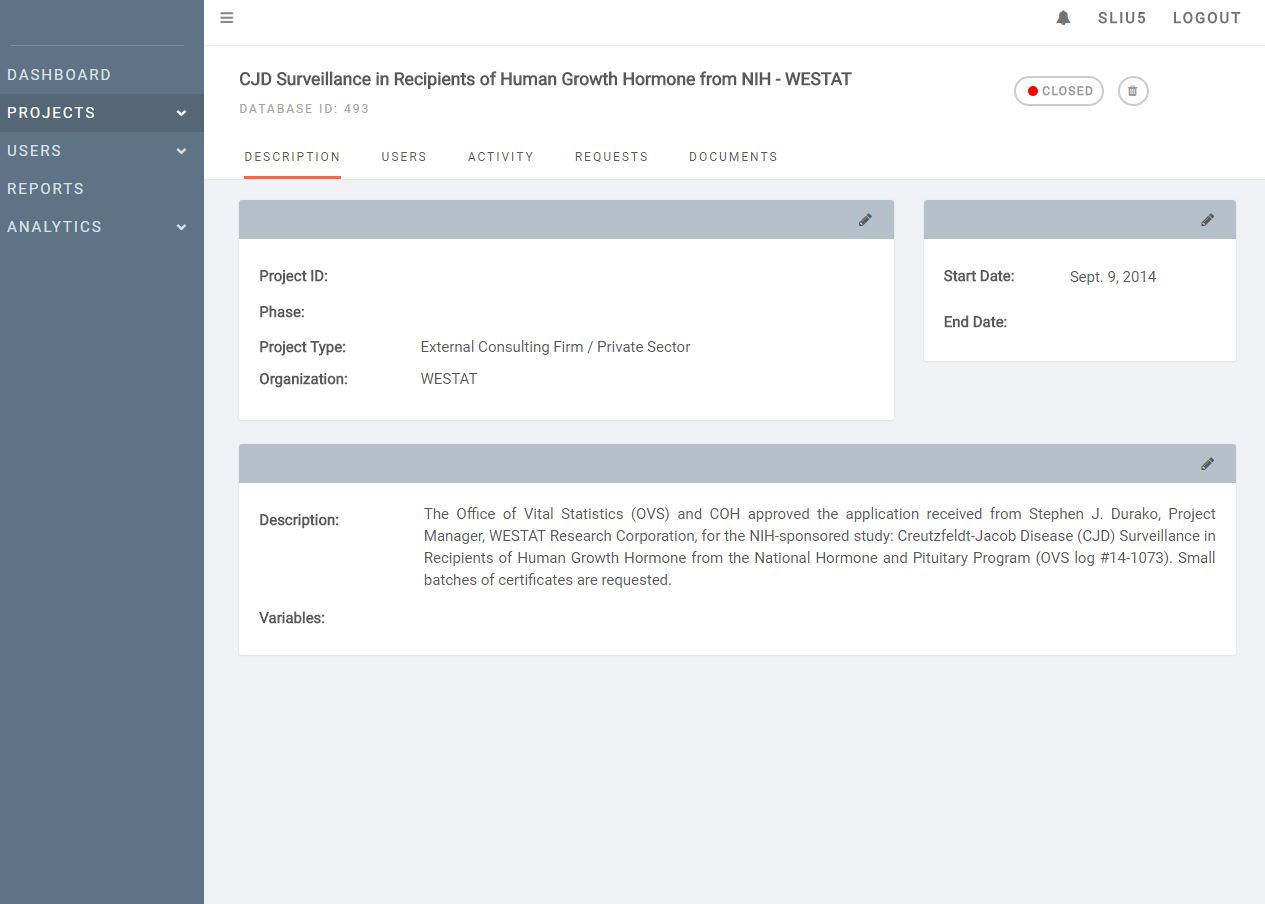 SLIU5 LOGOUT
DASHBOARD
PROJECTS
USERS
REPORTS
ANALYTICS
CJD Surveillance in Recipients of Human Growth Hormone from NIH - WESTAT
DATABASE ID: 493
CLOSED
DESCRIPTION USERS ACTIVITY REQUESTS DOCUMENTS
Project ID:
Phase:
Project Type: External Consulting Firm / Private Sector
Organization: WESTAT
Start Date: Sept. 9, 2014
End Date:
Description: The Office of Vital Statistics (OVS) and COH approved the application received from Stephen J. Durako, Project
Manager, WESTAT Research Corporation, for the NIH-sponsored study: Creutzfeldt-Jacob Disease (CJD) Surveillance in
Recipients of Human Growth Hormone from the National Hormone and Pituitary Program (OVS log #14-1073). Small
batches of certificates are requested.
Variables: